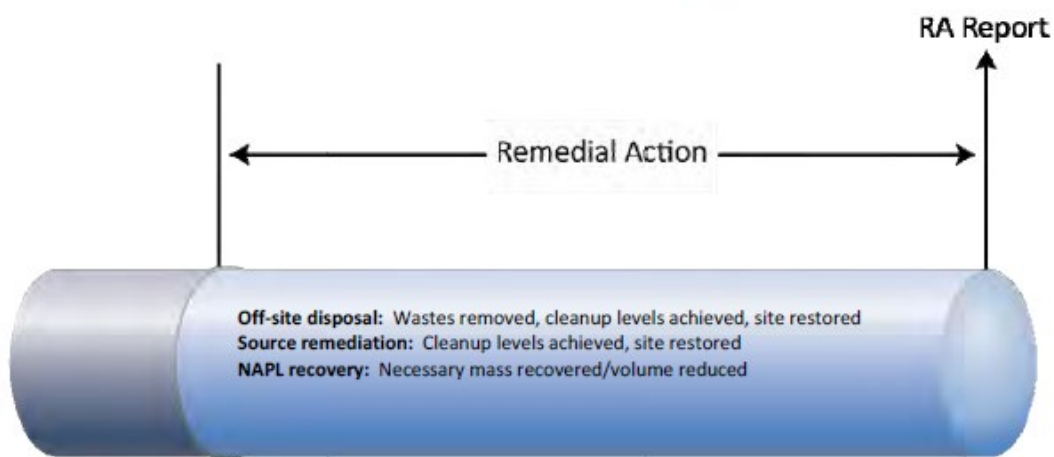 RA Report
Remedial Action
Off-site disposal: Wastes removed, cleanup levels achieved, site restored
Source remediation: Cleanup levels achieved, site restored
NAPL recovery: Necessary mass recovered/volume reduced